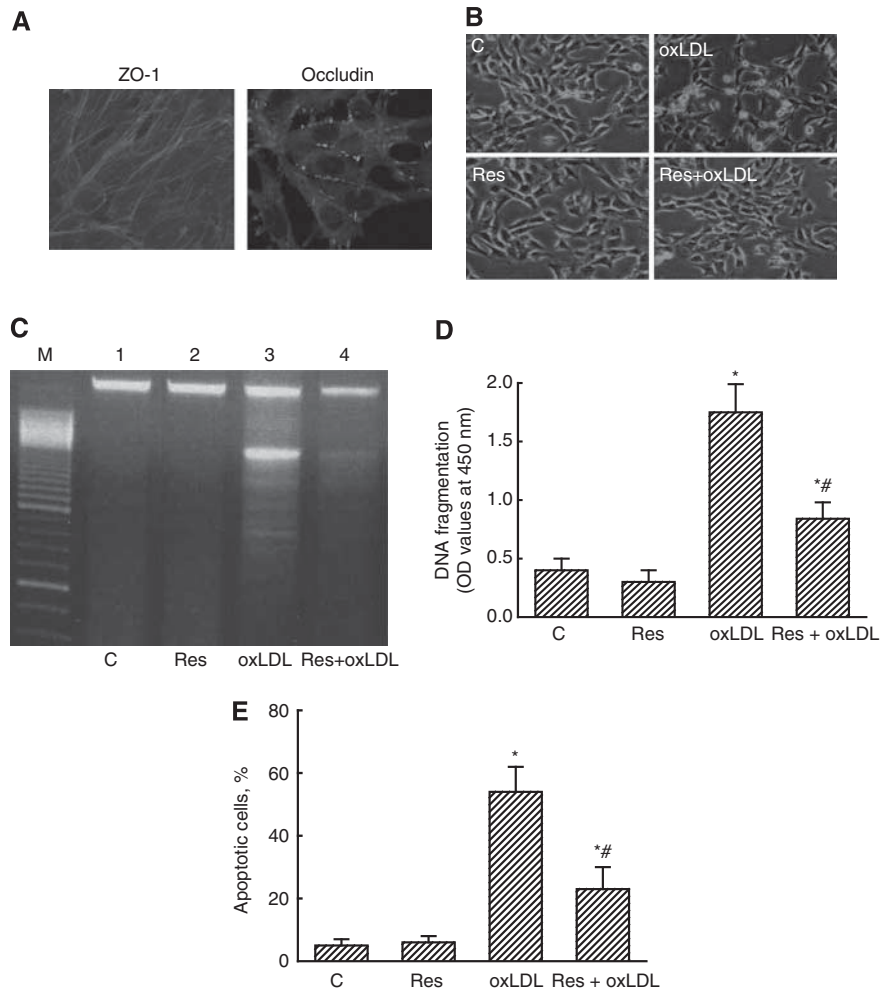 A
ZO-1 Occludin
B
C oxLDL
Res Res+oxLDL
C
M 1 2 3 4
C Res oxLDL Res+oxLDL
D
DNA fragmentation
(OD values at 450 nm)
2.0
1.5
1.0
0.5
0.0
*
*#
C Res oxLDL Res + oxLDL
E
Apoptotic cells, %
80
60
40
20
0
*
*#
C Res oxLDL Res + oxLDL